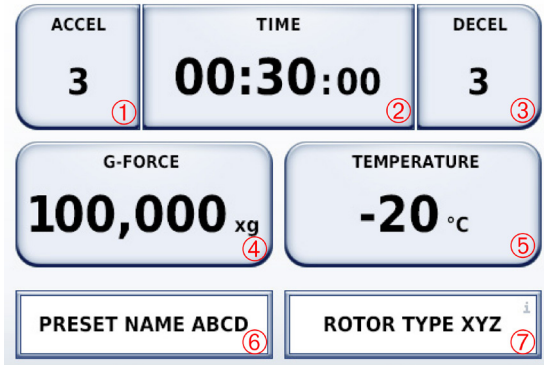 ACCEL TIME DECEL
3 00:30:00 3
① ② ③
G-FORCE TEMPERATURE
100,000 xg -20 °C
④ ⑤
PRESET NAME ABCD ROTOR TYPE XYZ i
⑥ ⑦